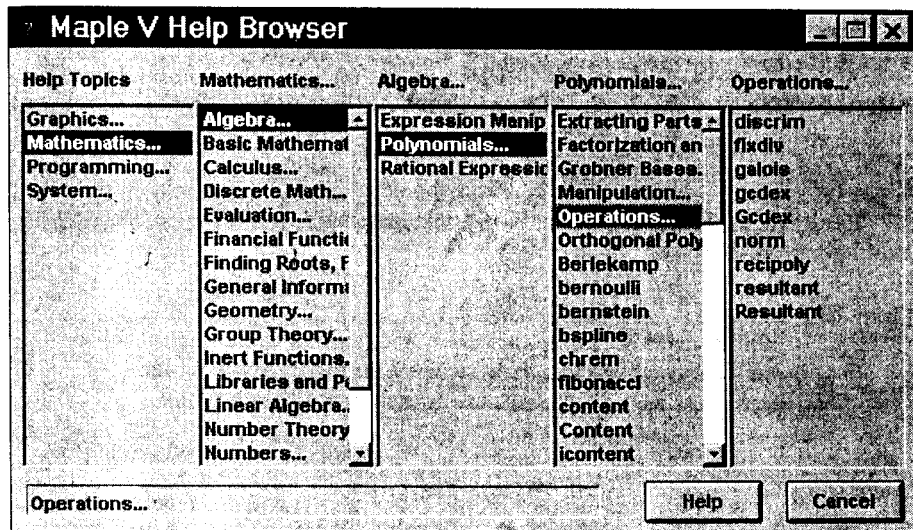 ? Maple V Help Browser
Help Topics
Graphics...
Mathematics...
Programming...
System...
Mathematics...
Algebra...
Basic Mathemat
Calculus...
Discrete Math...
Evaluation...
Financial Functi
Finding Roots, F
General Informa
Geometry...
Group Theory...
Inert Functions.
Libraries and Pa
Linear Algebra..
Number Theory
Numbers...
Algebra...
Expression Manip
Polynomials...
Rational Expressio
Polynomials...
Extracting Parts
Factorization an
Grobner Bases.
Manipulation...
Operations...
Orthogonal Poly
Berlekamp
bernoulli
bernstein
bspline
chrem
fibonacci
content
Content
icontent
Operations...
discrim
fixdiv
galois
gcdex
Gcdex
norm
recipoly
resultant
Resultant
Operations...
Help
Cancel